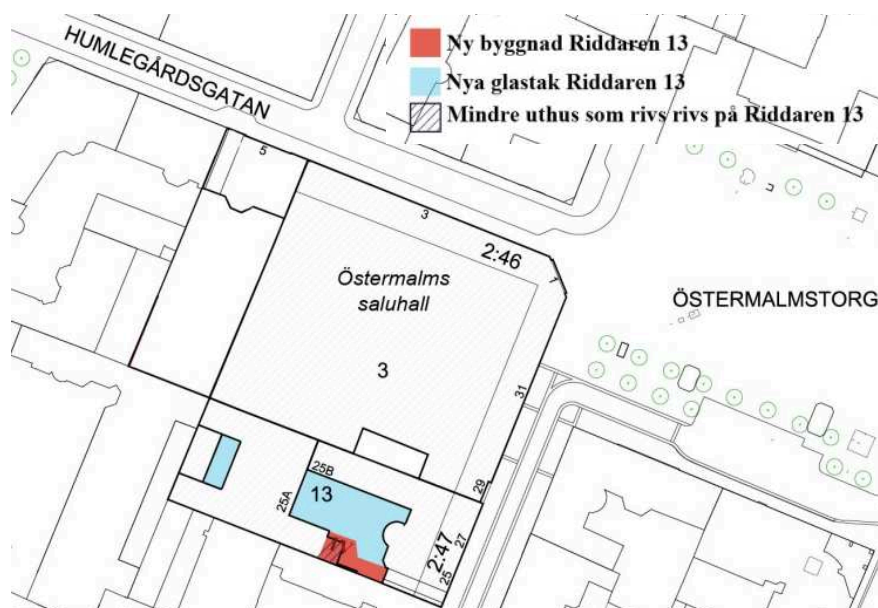 HUMLEGÅRDSGATAN
Ny byggnad Riddaren 13
Nya glastak Riddaren 13
Mindre uthus som rivs rivs på Riddaren 13
5
3
2:46
1
Östermalms
saluhall
ÖSTERMALMSTORG
3
31
25B
13
25A
29
27
2:47
25